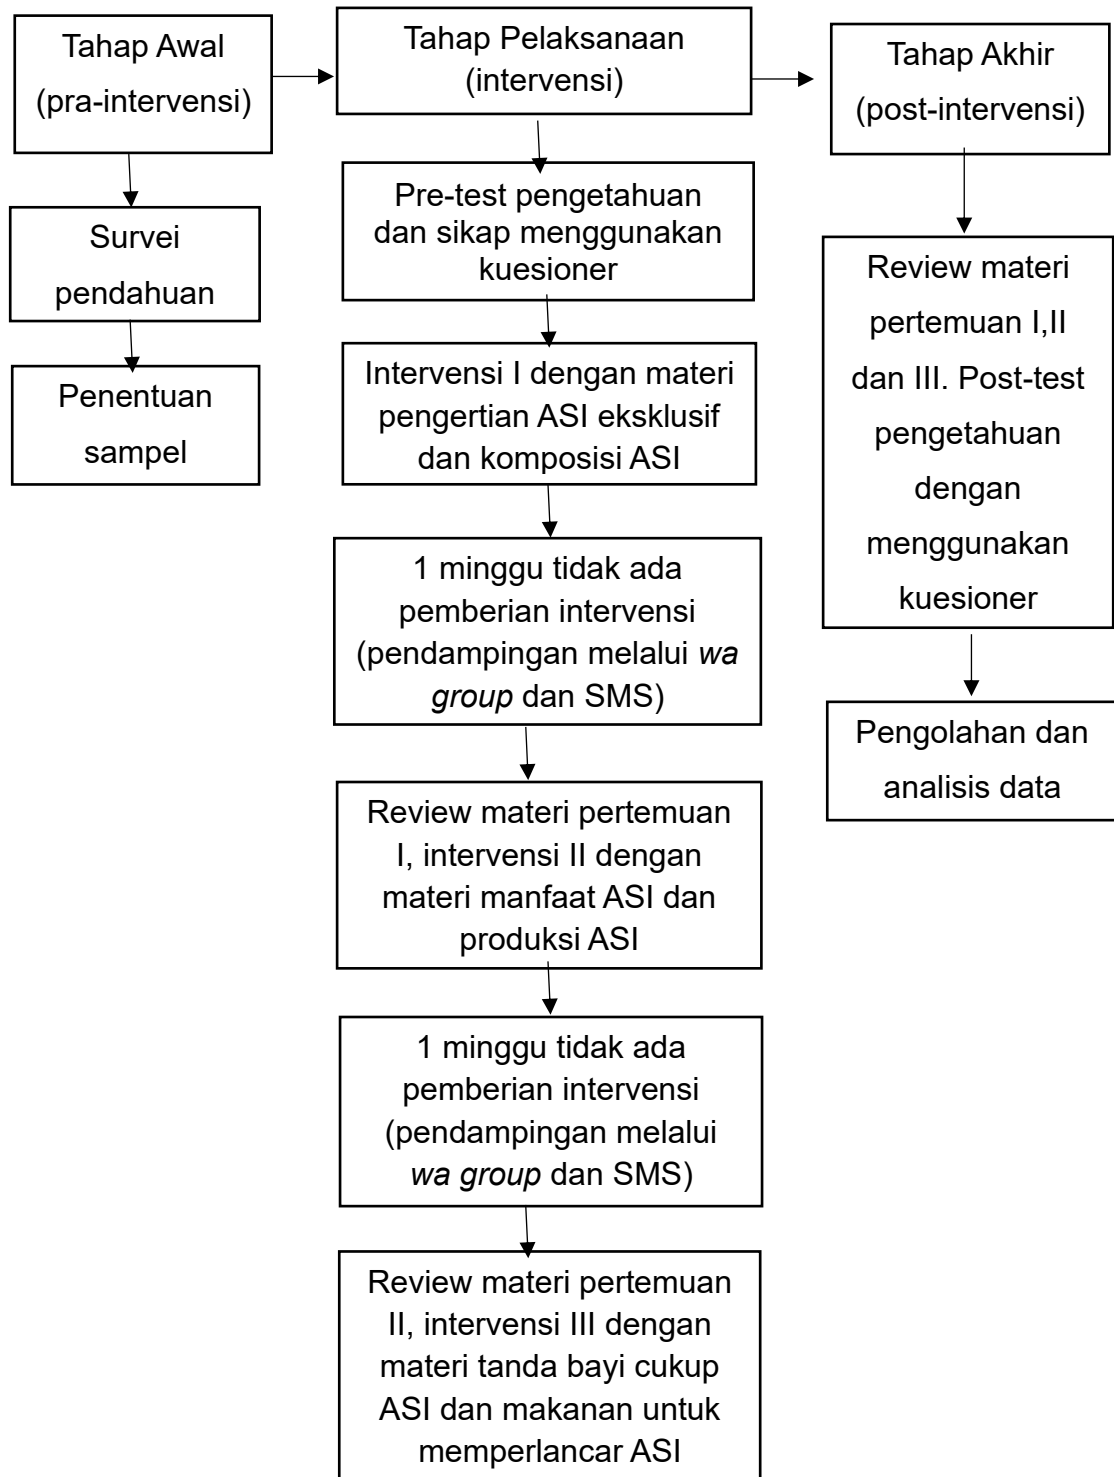 Tahap Awal
(pra-intervensi)
Survei
pendahuan
Penentuan
sampel
Tahap Pelaksanaan
(intervensi)
Pre-test pengetahuan
dan sikap menggunakan
kuesioner
Intervensi I dengan materi
pengertian ASI eksklusif
dan komposisi ASI
1 minggu tidak ada
pemberian intervensi
(pendampingan melalui wa
group dan SMS)
Review materi pertemuan
I, intervensi II dengan
materi manfaat ASI dan
produksi ASI
1 minggu tidak ada
pemberian intervensi
(pendampingan melalui
wa group dan SMS)
Review materi pertemuan
II, intervensi III dengan
materi tanda bayi cukup
ASI dan makanan untuk
memperlancar ASI
Tahap Akhir
(post-intervensi)
Review materi
pertemuan I,II
dan III. Post-test
pengetahuan
dengan
menggunakan
kuesioner
Pengolahan dan
analisis data